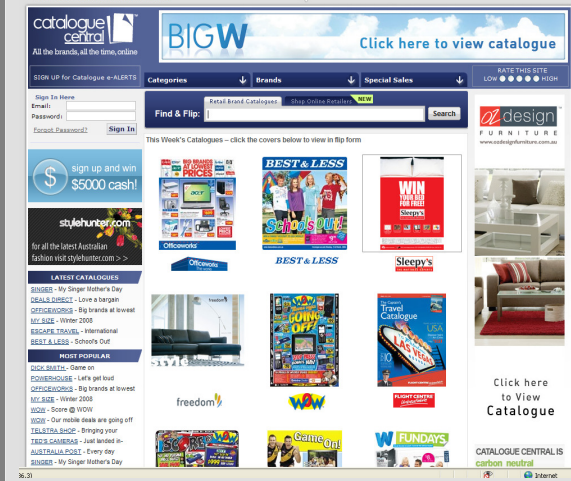 catalogue
central
All the brands, all the time, online
BIGW
Click here to view catalogue
SIGN UP for Catalogue e-ALERTS
Categories
Brands
Special Sales
RATE THIS SITE
LOW HIGH
Sign In Here
Email:
Password:
Forgot Password? Sign In
Retail Brand Catalogues
Shop Online Retailers
NEW
Find & Flip:
Search
This Week's Catalogues – click the covers below to view in flip form
sign up and win
$5000 cash!
stylehunter.com
for all the latest Australian
fashion visit stylehunter.com > >
BIG BRANDS
AT LOWEST
PRICES
acer
Officeworks
Officeworks
BEST & LESS
School's Out!
BEST & LESS
WIN
YOUR BED
FOR FREE!
Sleepy's
Sleepy's
oz design
FURNITURE
www.ozdesignfurniture.com.au
LATEST CATALOGUES
SINGER - My Singer Mother's Day
DEALS DIRECT - Love a bargain
OFFICEWORKS - Big brands at lowest
MY SIZE - Winter 2008
ESCAPE TRAVEL - International
BEST & LESS - School's Out!
MOST POPULAR
DICK SMITH - Game on
POWERHOUSE - Let's get loud
OFFICEWORKS - Big brands at lowest
MY SIZE - Winter 2008
WOW - Score @ WOW
WOW - Our mobile deals are going off
TELSTRA SHOP - Bringing your
TED'S CAMERAS - Just landed in-
AUSTRALIA POST - Every day
SINGER - My Singer Mother's Day
freedom
freedom
WOW
GOING
OFF!
WOW
Travel
Catalogue
USA
LAS VEGAS
FLIGHT CENTRE
SCORED WOW
$999
Game On!
W FUNDAYS
Click here
to View
Catalogue
CATALOGUE CENTRAL IS
carbon neutral
36.3)
Internet